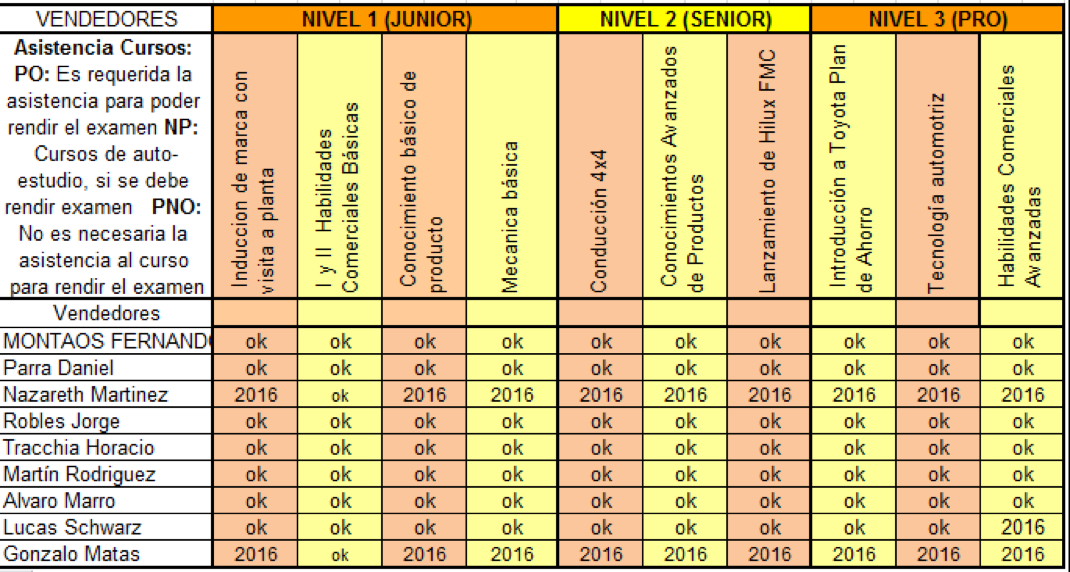 VENDEDORES NIVEL 1 (JUNIOR) NIVEL 2 (SENIOR) NIVEL 3 (PRO)
Asistencia Cursos:
PO: Es requerida la
asistencia para poder
rendir el examen NP:
Cursos de auto-
estudio, si se debe
rendir examen PNO:
No es necesaria la
asistencia al curso
para rendir el examen
Induccion de marca con
visita a planta
I y II Habilidades
Comerciales Básicas
Conocimiento básico de
producto
Mecanica básica
Conducción 4x4
Conocimientos Avanzados
de Productos
Lanzamiento de Hilux FMC
Introducción a Toyota Plan
de Ahorro
Tecnología automotriz
Habilidades Comerciales
Avanzadas
Vendedores
MONTAOS FERNAND ok ok ok ok ok ok ok ok ok ok
Parra Daniel ok ok ok ok ok ok ok ok ok ok
Nazareth Martinez 2016 ok 2016 2016 2016 2016 2016 2016 2016 2016
Robles Jorge ok ok ok ok ok ok ok ok ok ok
Tracchia Horacio ok ok ok ok ok ok ok ok ok ok
Martín Rodriguez ok ok ok ok ok ok ok ok ok ok
Alvaro Marro ok ok ok ok ok ok ok ok ok ok
Lucas Schwarz ok ok ok ok ok ok ok ok ok 2016
Gonzalo Matas 2016 ok 2016 2016 2016 2016 2016 2016 2016 2016